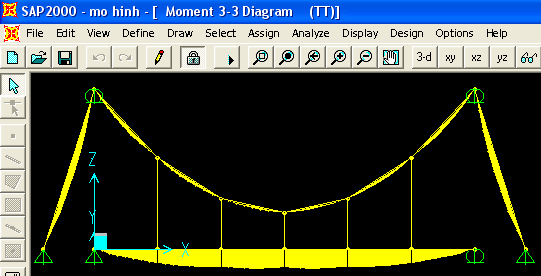 SAP2000 - mo hinh - [ Moment 3-3 Diagram (TT)]
File Edit View Define Draw Select Assign Analyze Display Design Options Help
3-d xy xz yz
Z
Y
X